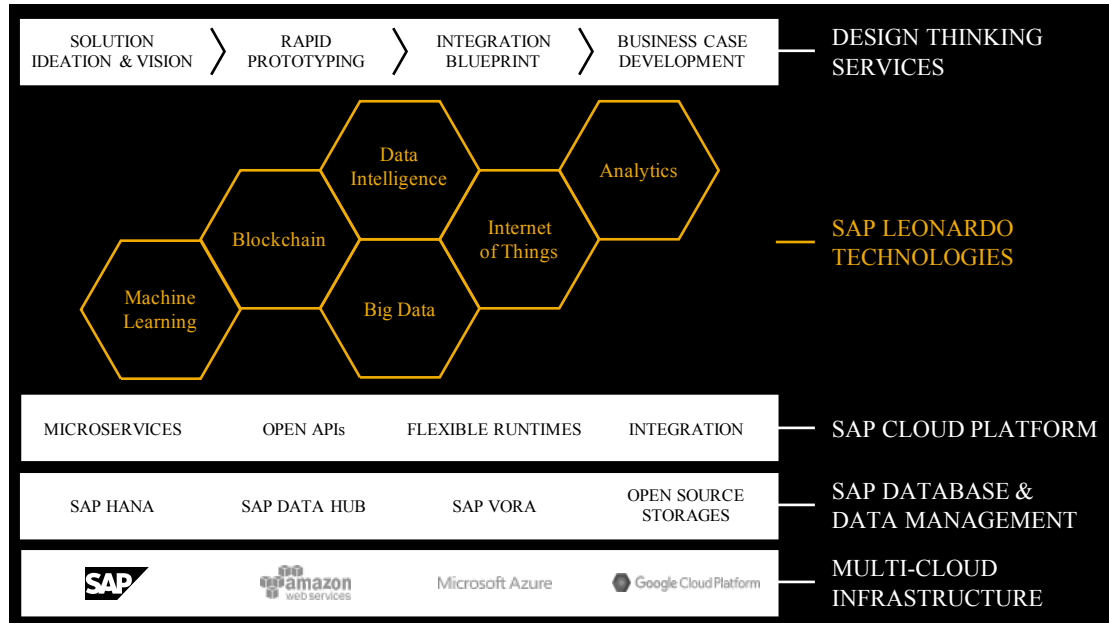 SOLUTION
IDEATION & VISION
RAPID
PROTOTYPING
INTEGRATION
BLUEPRINT
BUSINESS CASE
DEVELOPMENT
DESIGN THINKING
SERVICES
Data
Intelligence
Analytics
Blockchain
Internet
of Things
Machine
Learning
Big Data
SAP LEONARDO
TECHNOLOGIES
MICROSERVICES
OPEN APIs
FLEXIBLE RUNTIMES
INTEGRATION
SAP CLOUD PLATFORM
SAP HANA
SAP DATA HUB
SAP VORA
OPEN SOURCE
STORAGES
SAP DATABASE &
DATA MANAGEMENT
SAP
amazon
web services
Microsoft Azure
Google Cloud Platform
MULTI-CLOUD
INFRASTRUCTURE